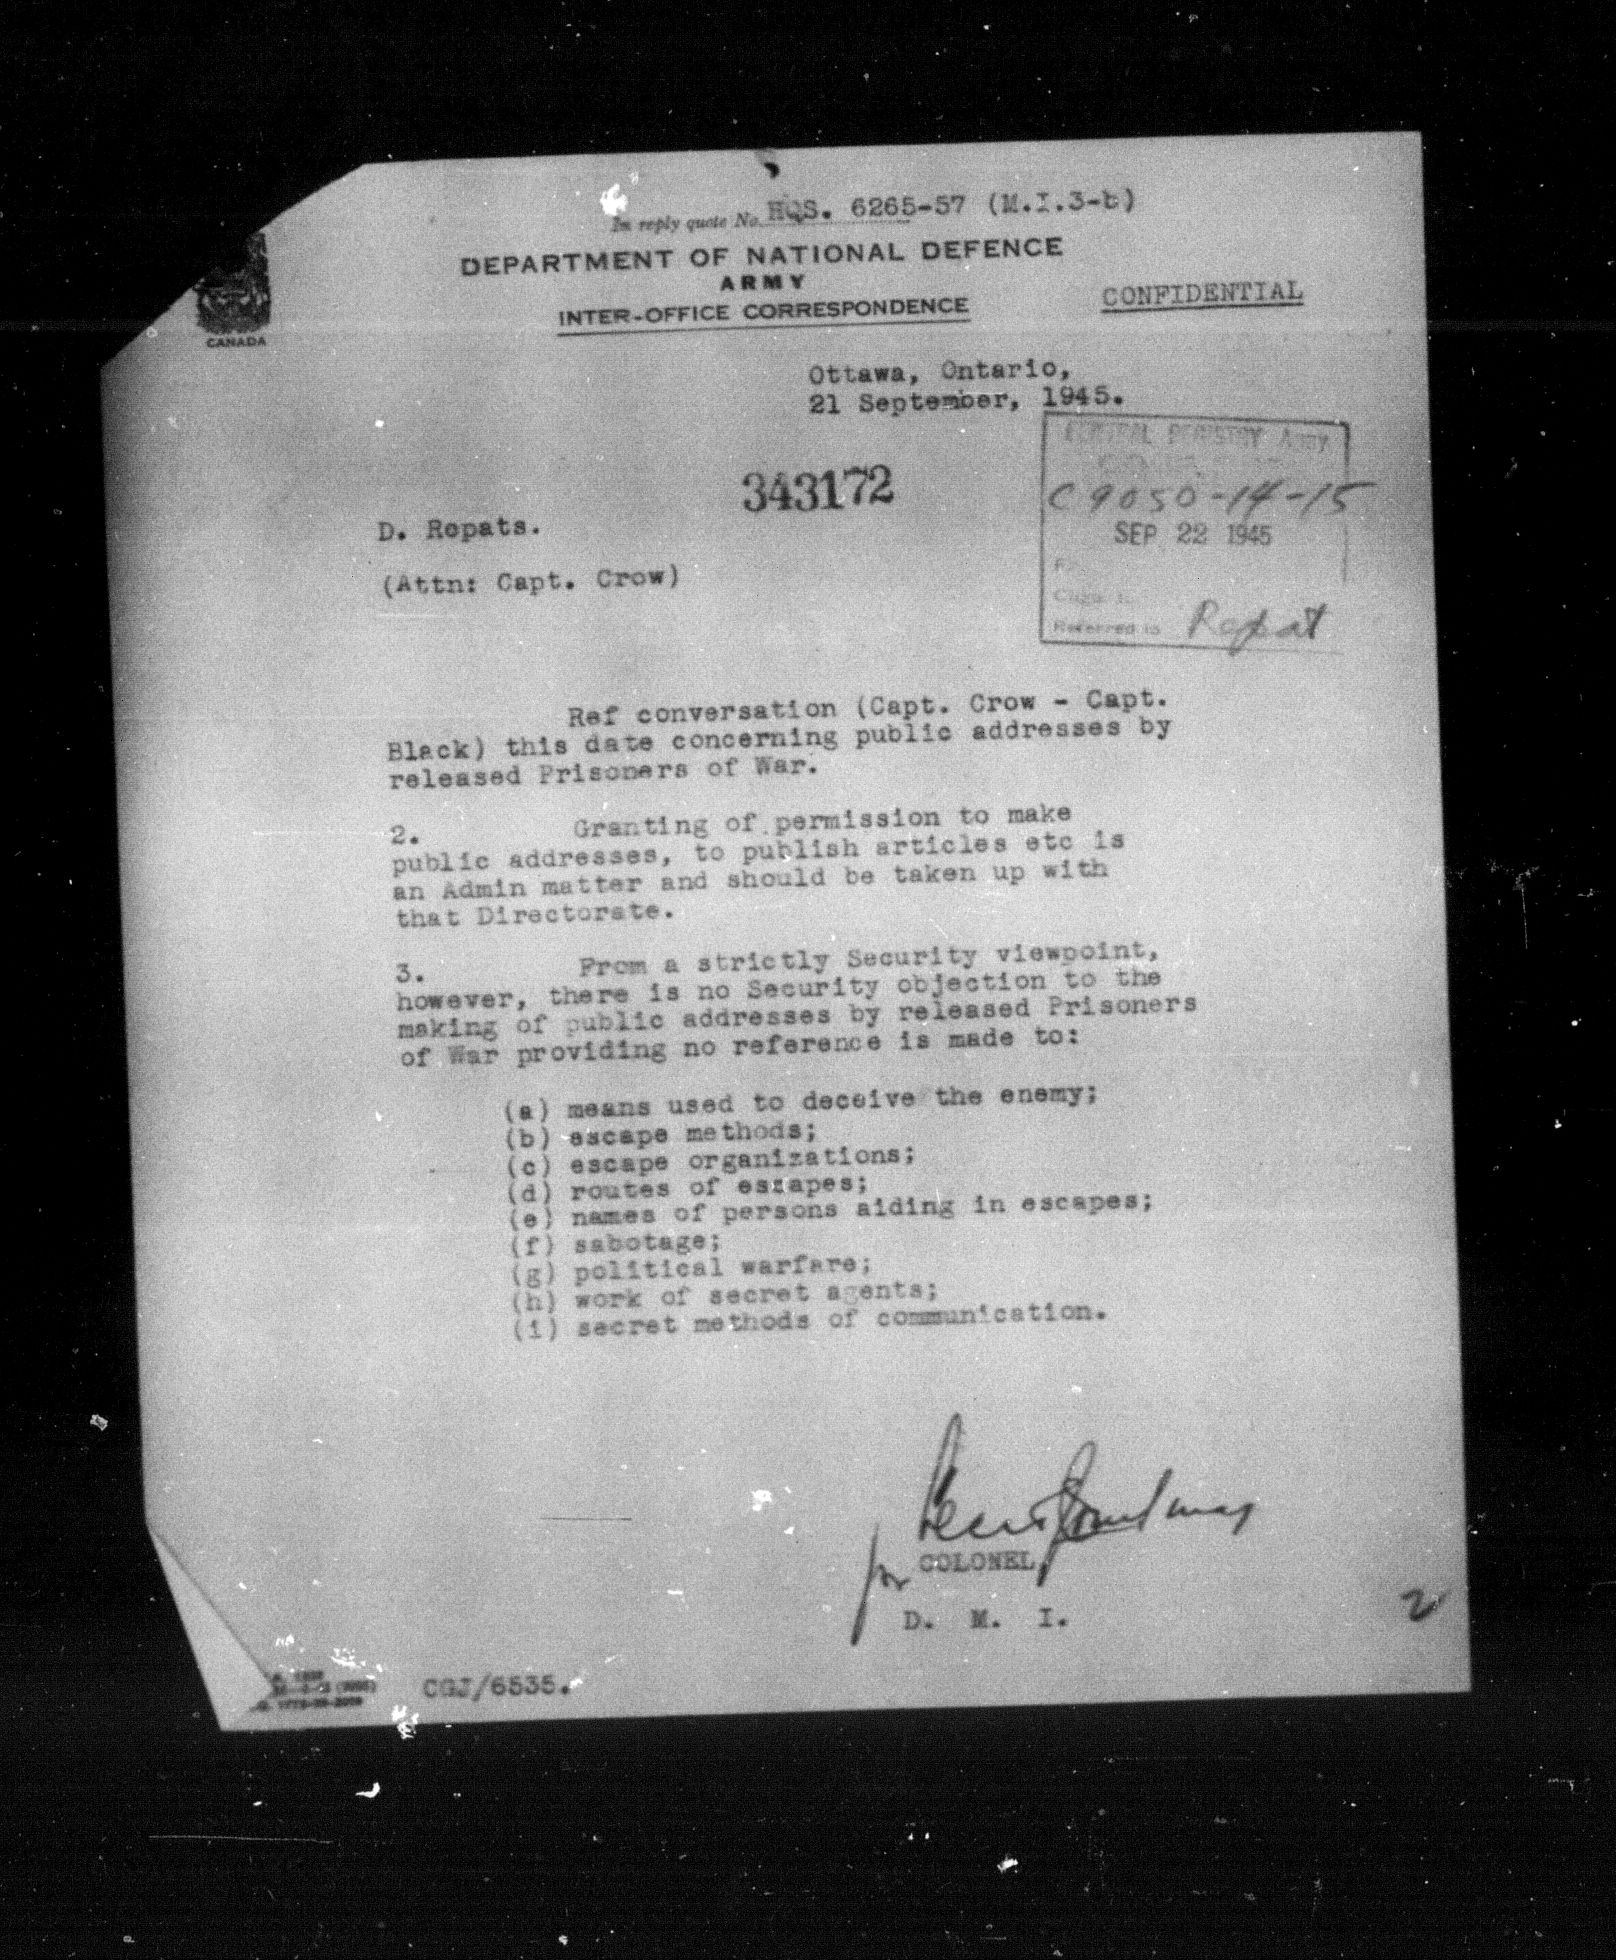 In reply quote No. HQS. 6265-57 (M.I.3-b)
DEPARTMENT OF NATIONAL DEFENCE
ARMY
INTER-OFFICE CORRESPONDENCE
CONFIDENTIAL
CANADA
Ottawa, Ontario,
21 September, 1945.
CENTRAL REGISTRY Army
343172
C 9050-14-15
SEP 22 1945
D. Repats.
(Attn: Capt. Crow)
Referred to Repat
Ref conversation (Capt. Crow - Capt.
Black) this date concerning public addresses by
released Prisoners of War.
2. Granting of permission to make
public addresses, to publish articles etc is
an Admin matter and should be taken up with
that Directorate.
3. From a strictly Security viewpoint,
however, there is no Security objection to the
making of public addresses by released Prisoners
of War providing no reference is made to:
(a) means used to deceive the enemy;
(b) escape methods;
(c) escape organizations;
(d) routes of escapes;
(e) names of persons aiding in escapes;
(f) sabotage;
(g) political warfare;
(h) work of secret agents;
(i) secret methods of communication.
for COLONEL,
D. M. I.
2
CGJ/6535.